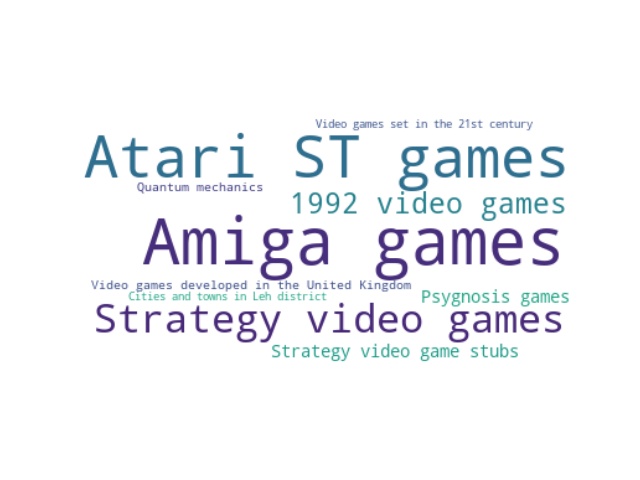 Video games set in the 21st century
Atari ST games
Quantum mechanics
1992 video games
Amiga games
Video games developed in the United Kingdom
Cities and towns in Leh district
Psygnosis games
Strategy video games
Strategy video game stubs